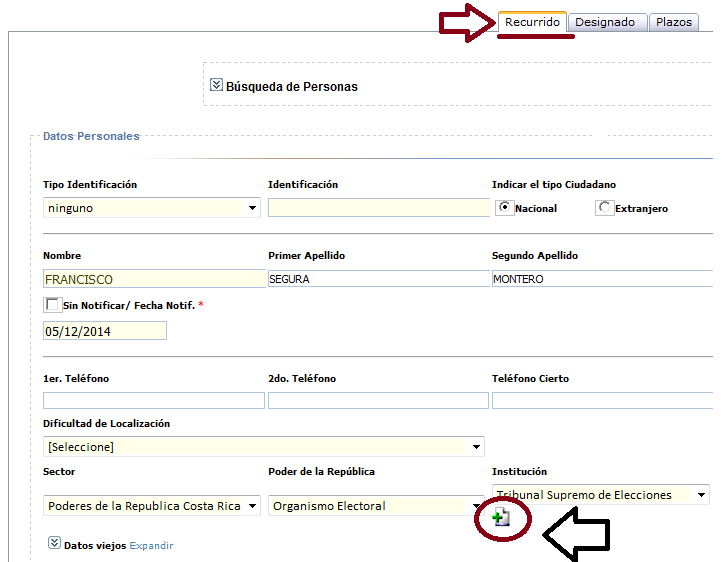 Recurrido Designado Plazos
Búsqueda de Personas
Datos Personales
Tipo Identificación Identificación Indicar el tipo Ciudadano
ninguno Nacional Extranjero
Nombre Primer Apellido Segundo Apellido
FRANCISCO SEGURA MONTERO
Sin Notificar/ Fecha Notif. *
05/12/2014
1er. Teléfono 2do. Teléfono Teléfono Cierto
Dificultad de Localización
[Seleccione]
Sector Poder de la República Institución
Poderes de la Republica Costa Rica Organismo Electoral Tribunal Supremo de Elecciones
Datos viejos Expandir